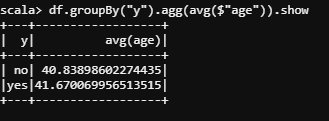 scala> df.groupBy("y").agg(avg($"age")).show
+---+------------------+
|  y|          avg(age)|
+---+------------------+
| no| 40.83898602274435|
|yes|41.670069956513515|
+---+------------------+